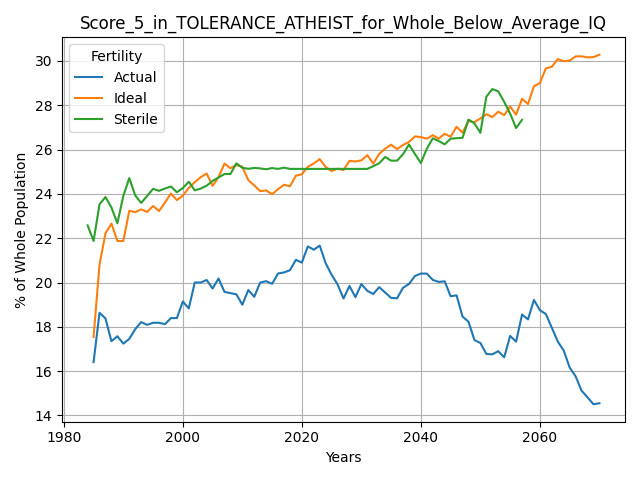 Score_5_in_TOLERANCE_ATHEIST_for_Whole_Below_Average_IQ
Fertility
Actual
Ideal
Sterile
% of Whole Population
30
28
26
24
22
20
18
16
14
1980
2000
2020
2040
2060
Years